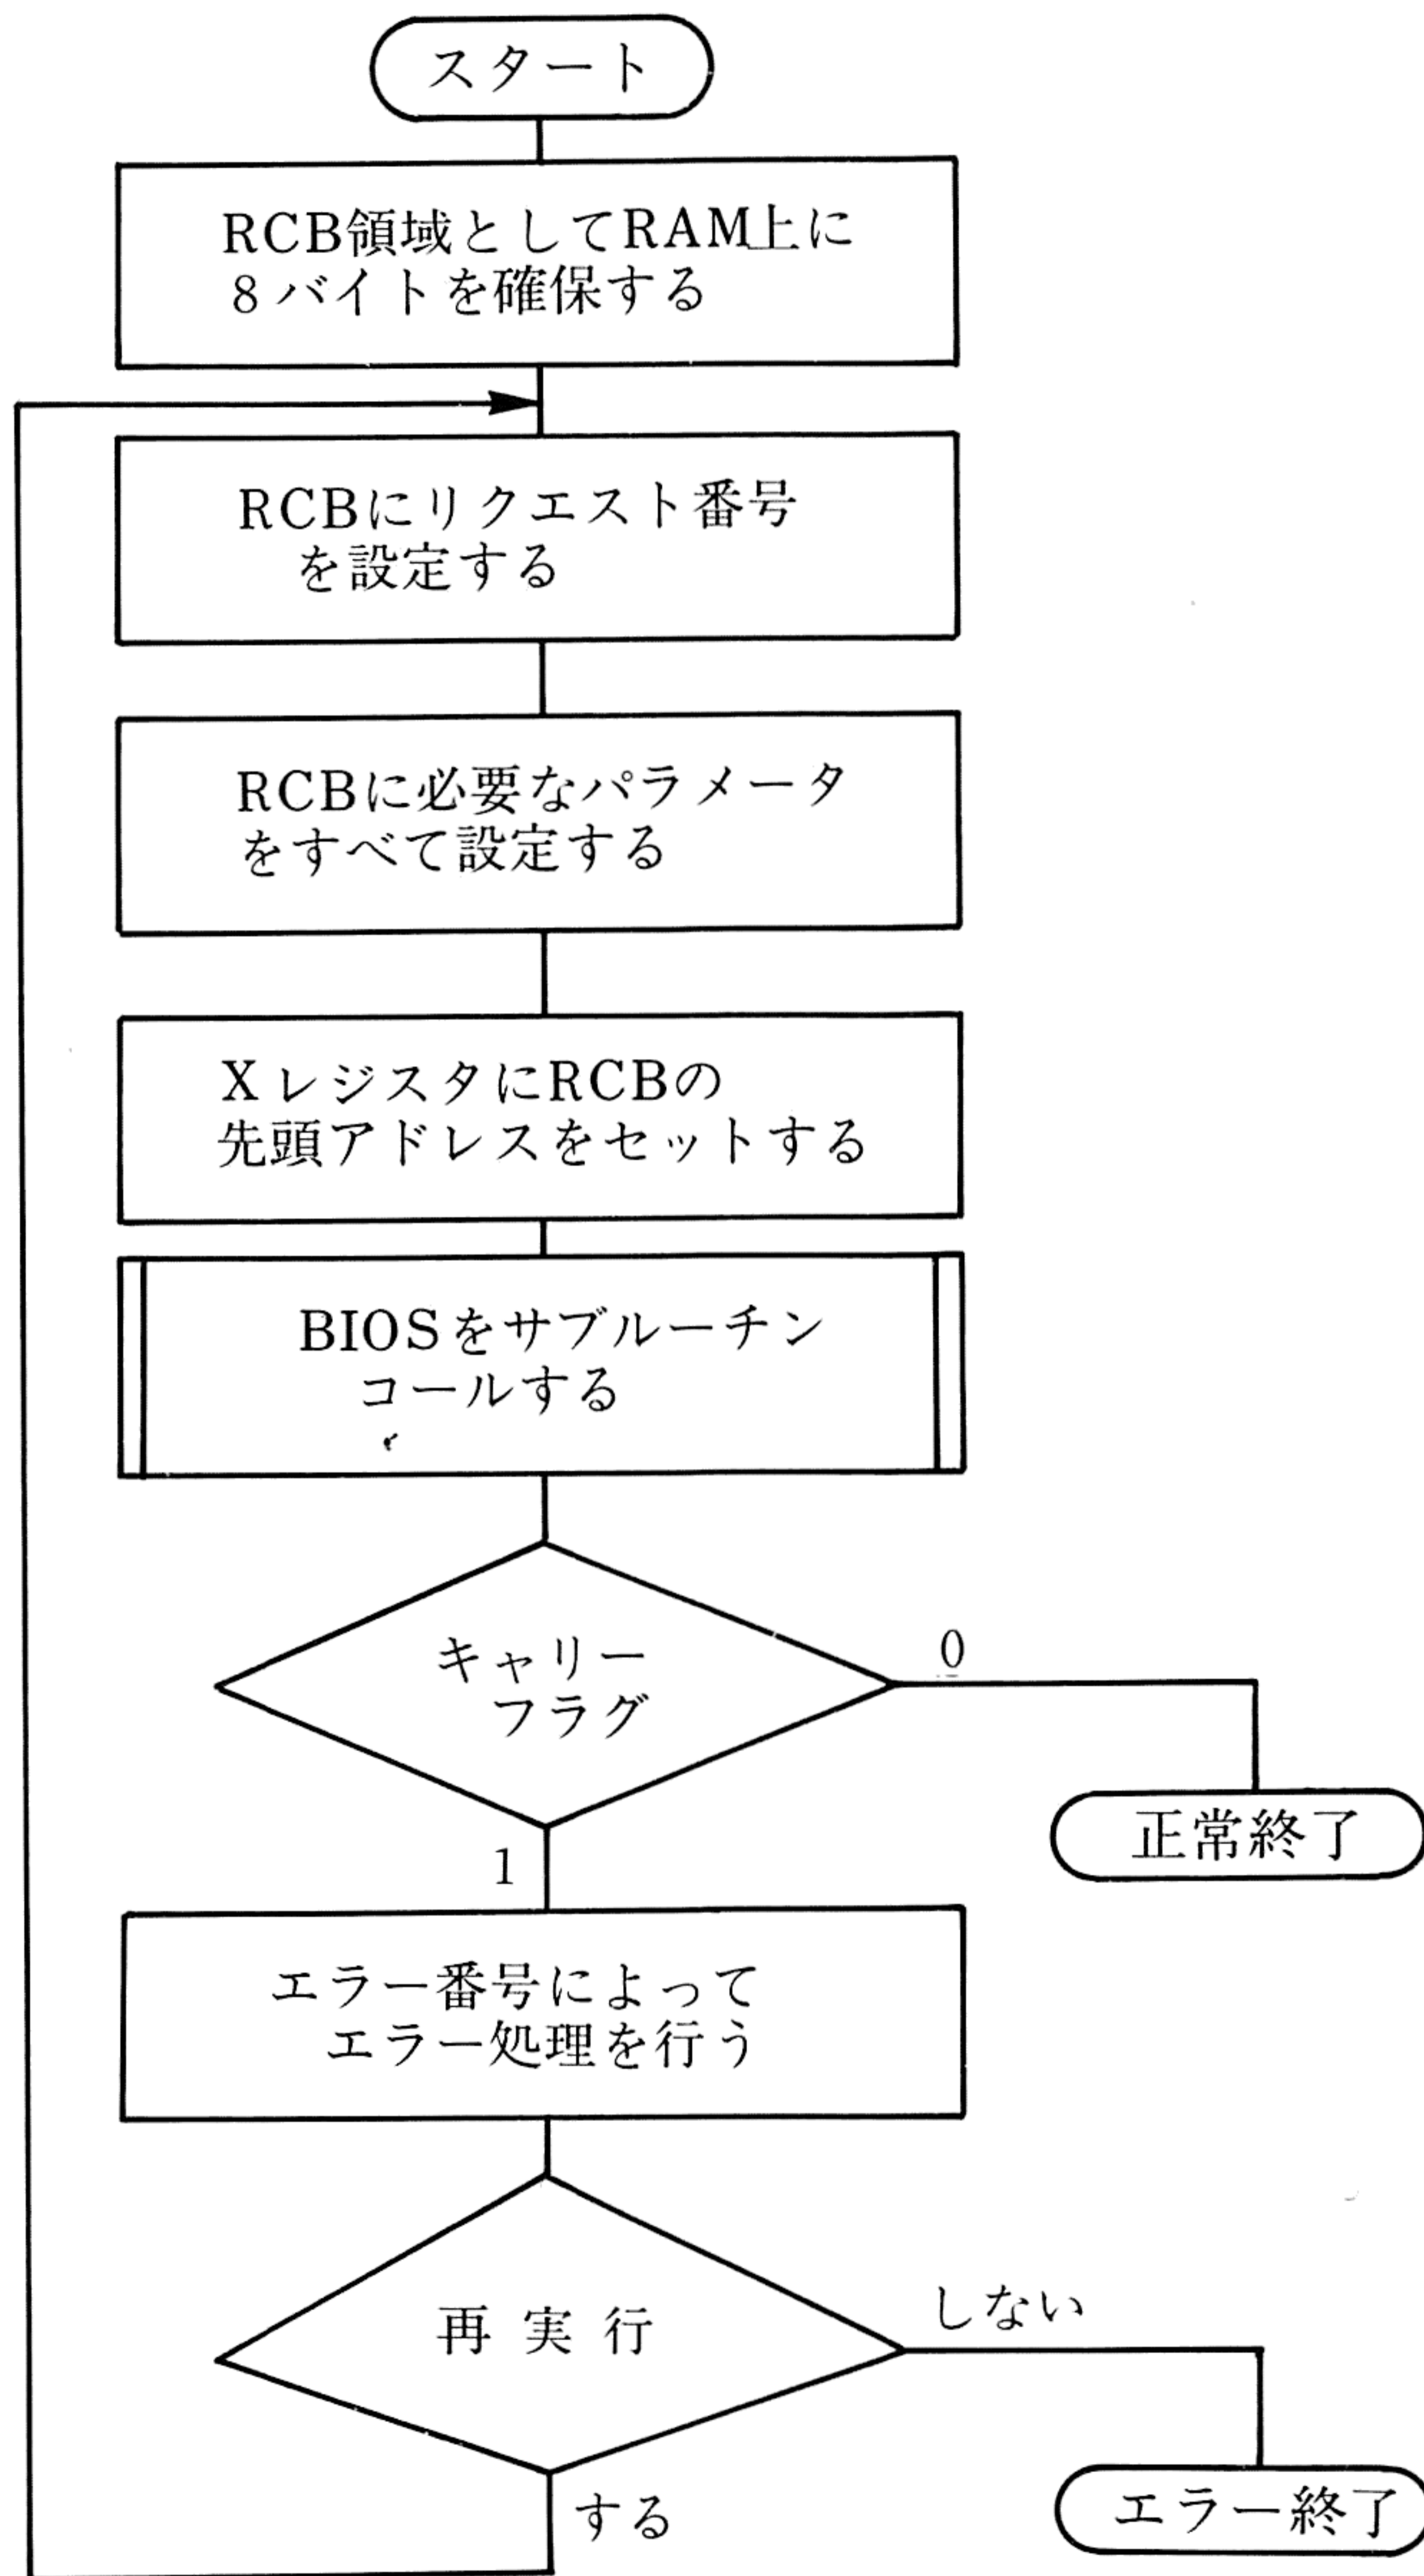 スタート
RCB領域としてRAM上に
8バイトを確保する
RCBにリクエスト番号
を設定する
RCBに必要なパラメータ
をすべて設定する
XレジスタにRCBの
先頭アドレスをセットする
BIOSをサブルーチン
コールする
キャリー
フラグ
0
正常終了
1
エラー番号によって
エラー処理を行う
再実行
しない
する
エラー終了